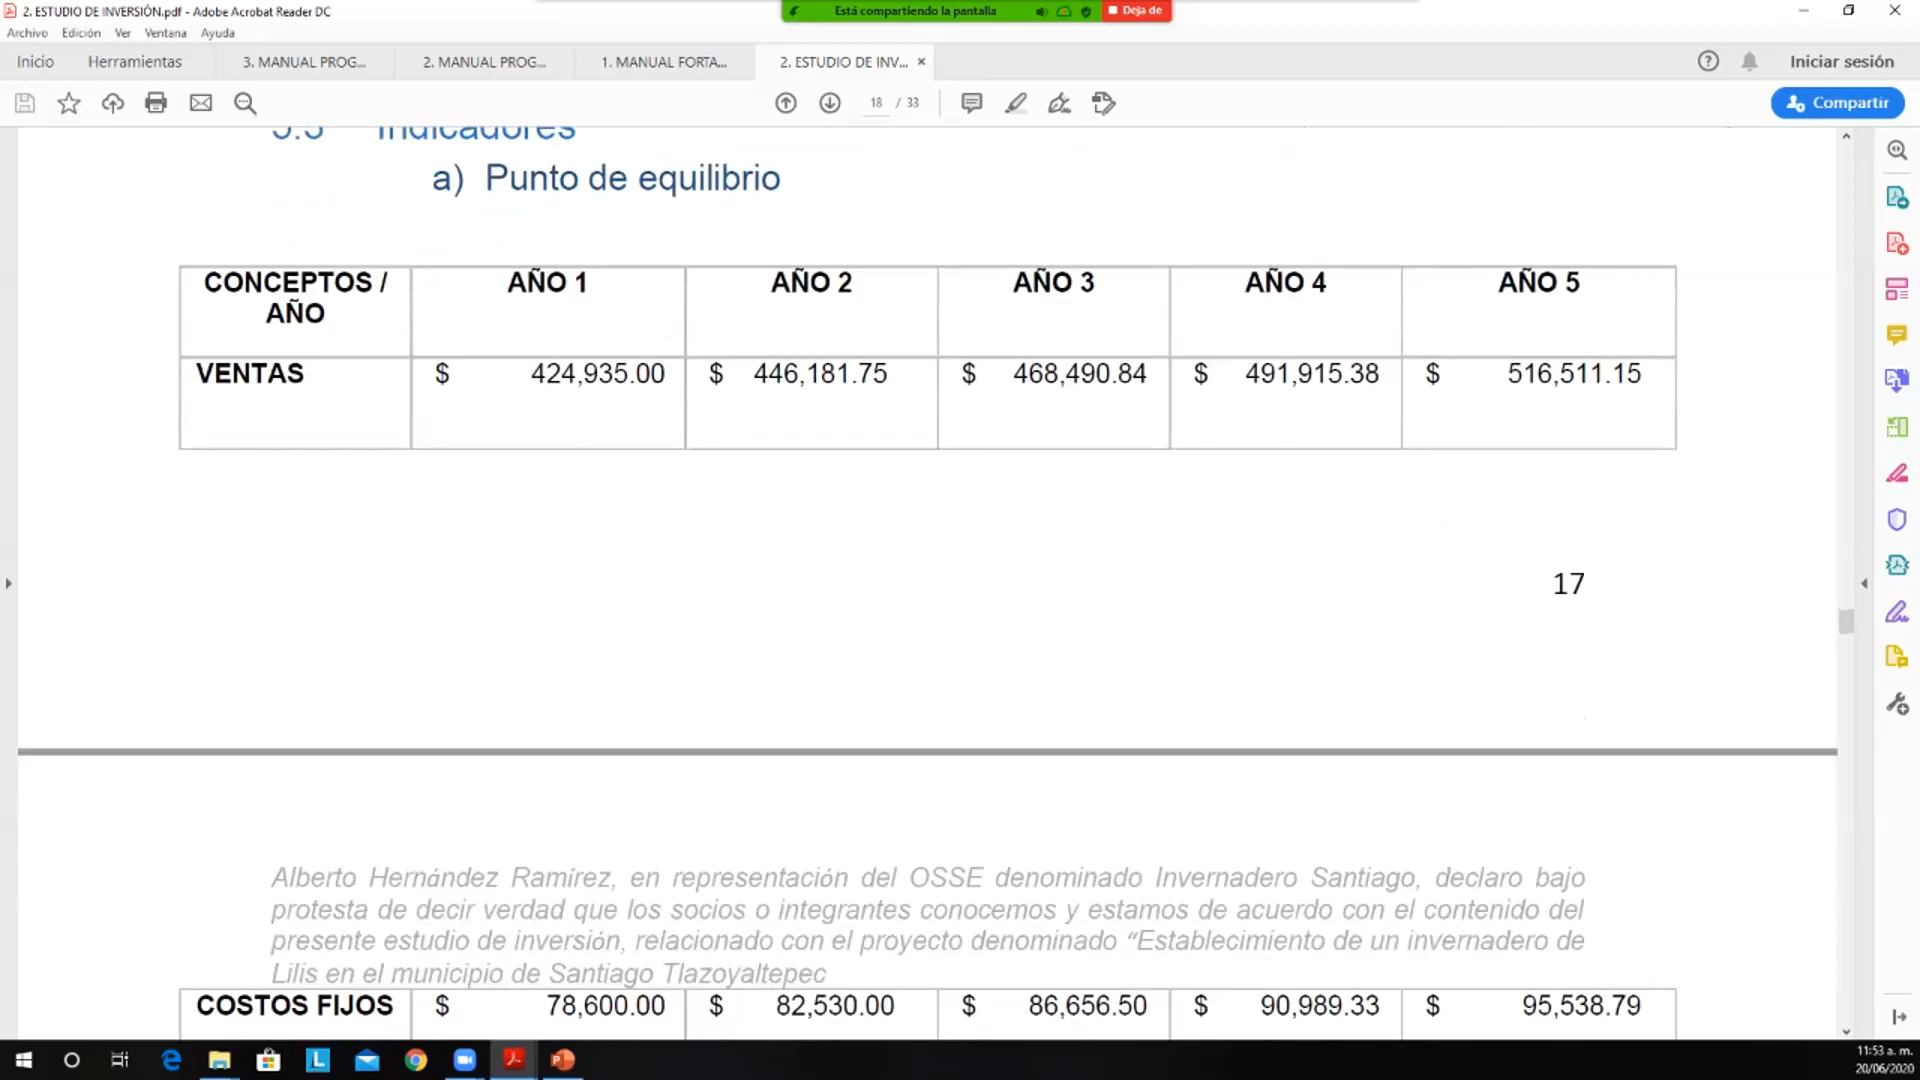 2. ESTUDIO DE INVERSIÓN.pdf - Adobe Acrobat Reader DC
Está compartiendo la pantalla
Deja de
Archivo Edición Ver Ventana Ayuda
Inicio Herramientas 3. MANUAL PROG... 2. MANUAL PROG... 1. MANUAL FORTA... 2. ESTUDIO DE INV... Iniciar sesión
18 / 33 Compartir
5.5 Indicadores
a) Punto de equilibrio
CONCEPTOS / AÑO 1 AÑO 2 AÑO 3 AÑO 4 AÑO 5
AÑO
VENTAS $ 424,935.00 $ 446,181.75 $ 468,490.84 $ 491,915.38 $ 516,511.15
17
Alberto Hernández Ramírez, en representación del OSSE denominado Invernadero Santiago, declaro bajo
protesta de decir verdad que los socios o integrantes conocemos y estamos de acuerdo con el contenido del
presente estudio de inversión, relacionado con el proyecto denominado “Establecimiento de un invernadero de
Lilis en el municipio de Santiago Tlazoyaltepec
COSTOS FIJOS $ 78,600.00 $ 82,530.00 $ 86,656.50 $ 90,989.33 $ 95,538.79
11:53 a. m.
20/06/2020